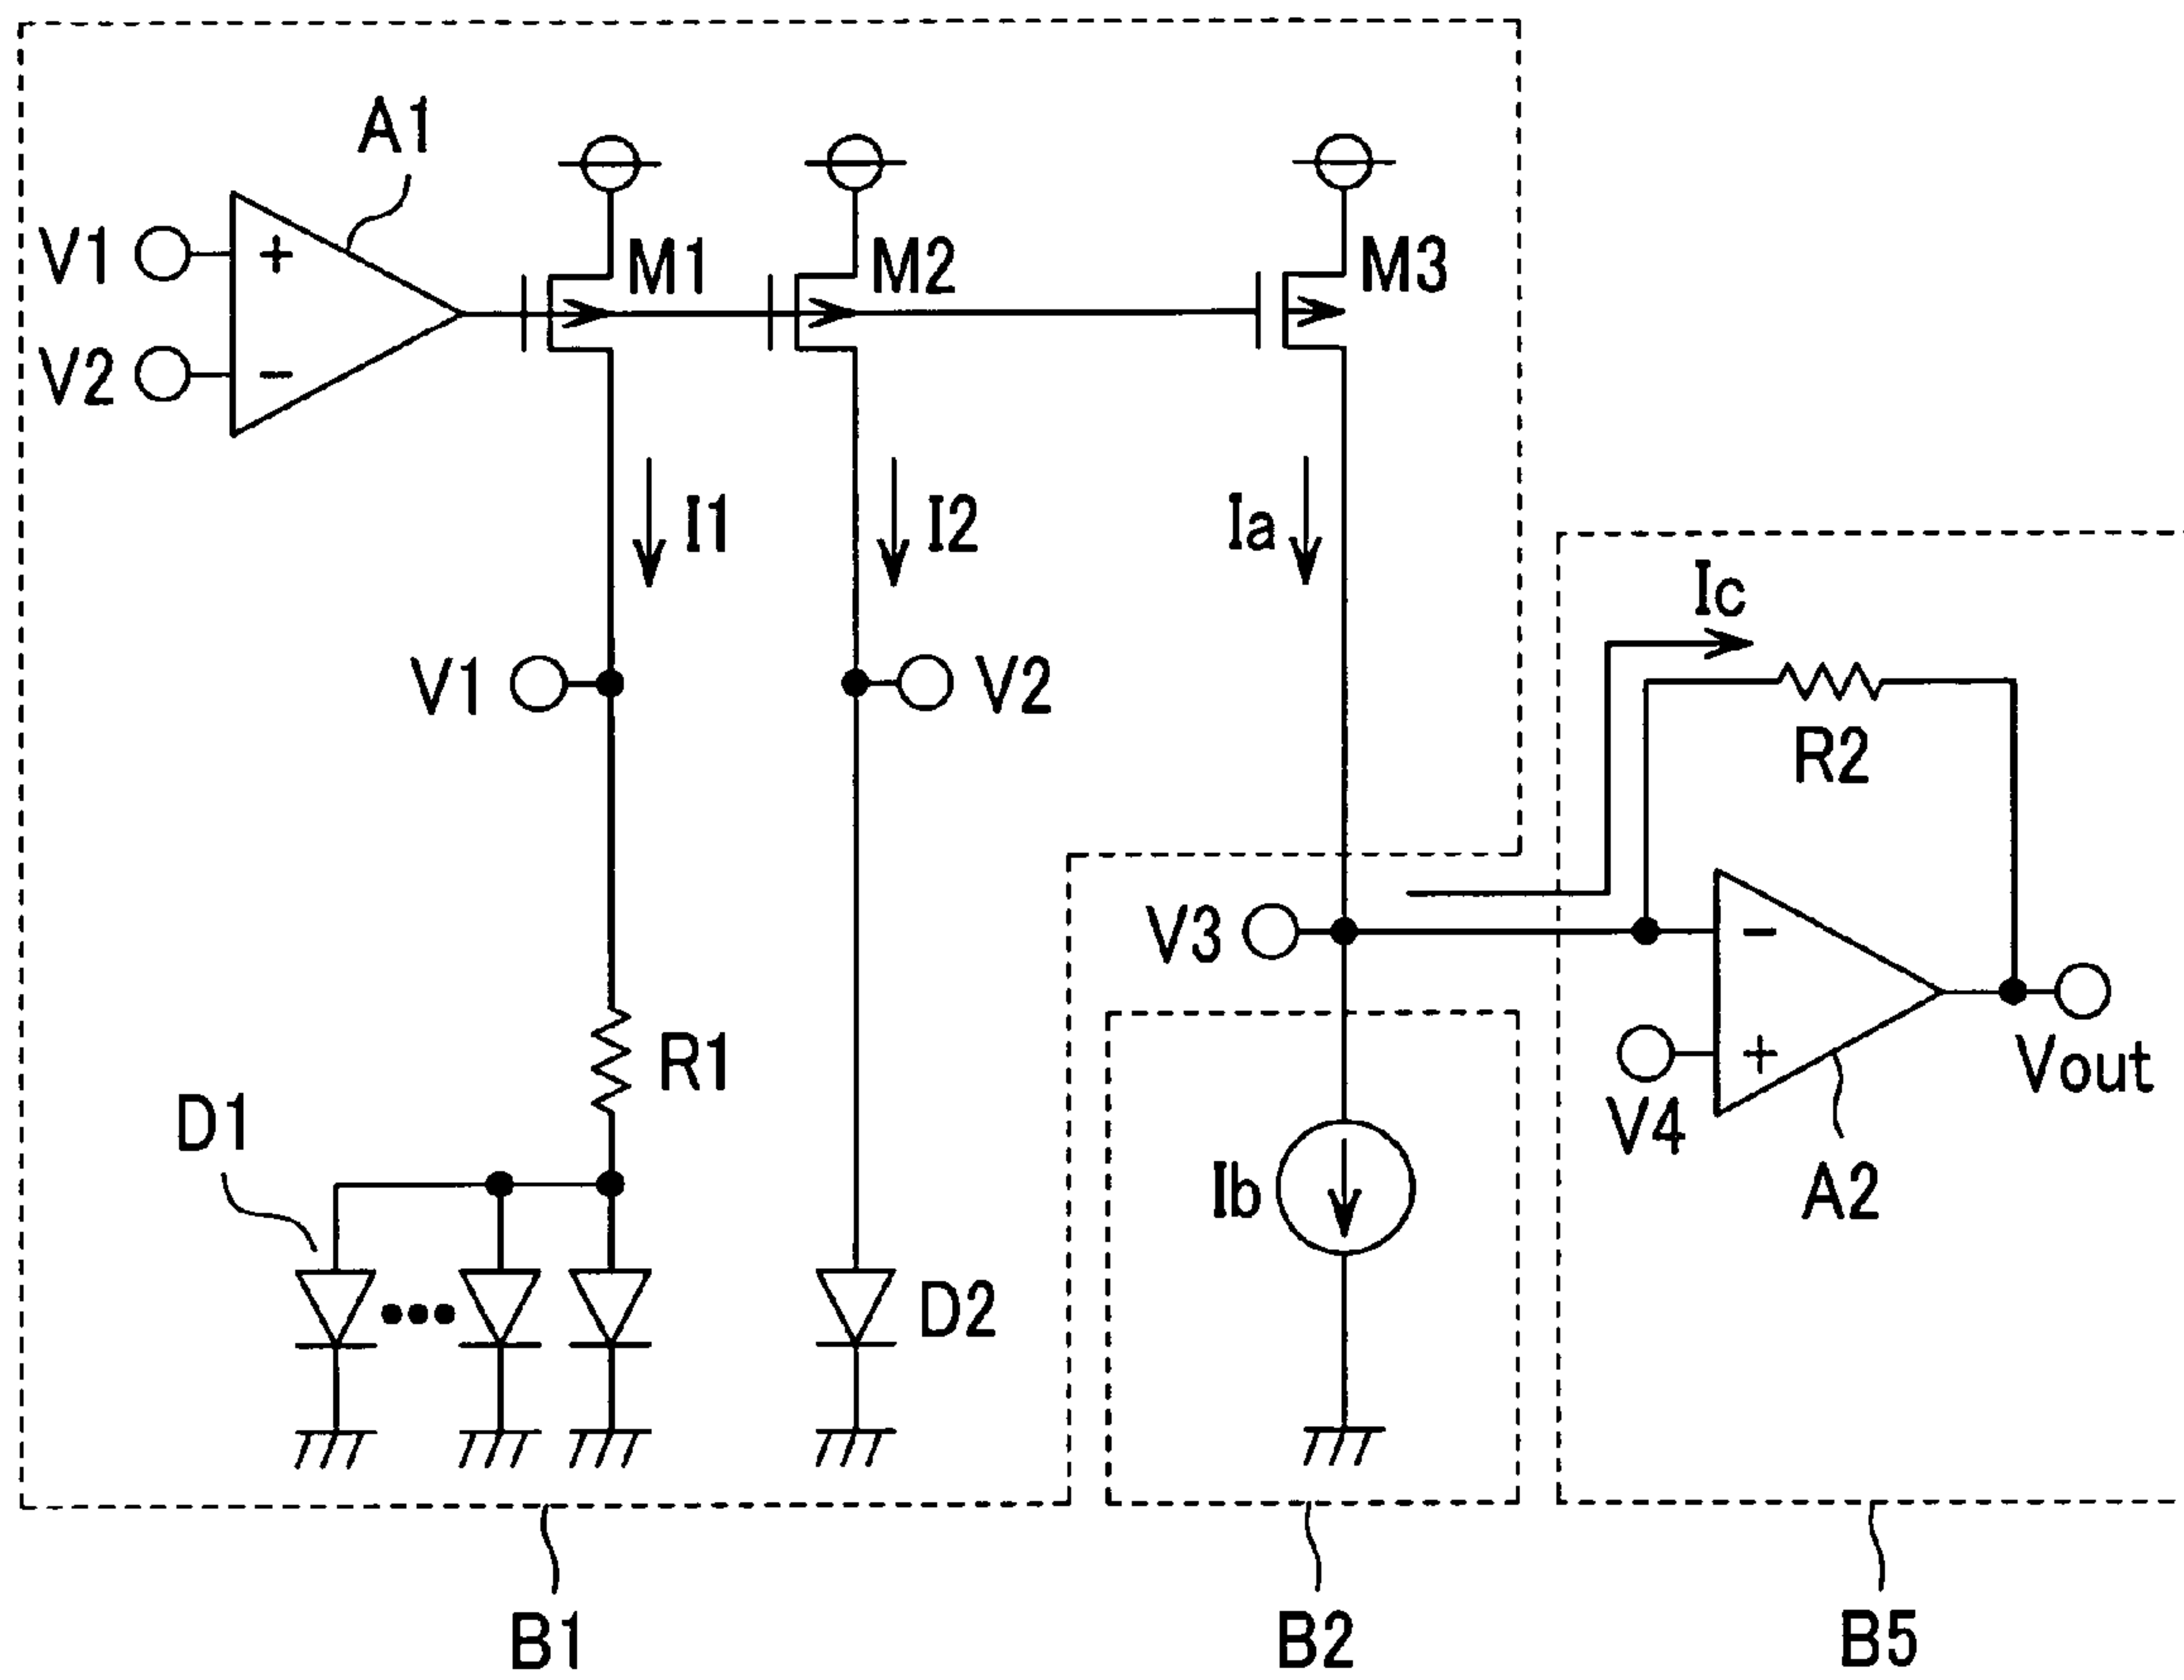 A1
V1
+
M1
M2
M3
V2
−
I1
I2
Ia
Ic
V1
V2
R2
V3
−
R1
V4
+
Vout
D1
Ib
A2
D2
B1
B2
B5